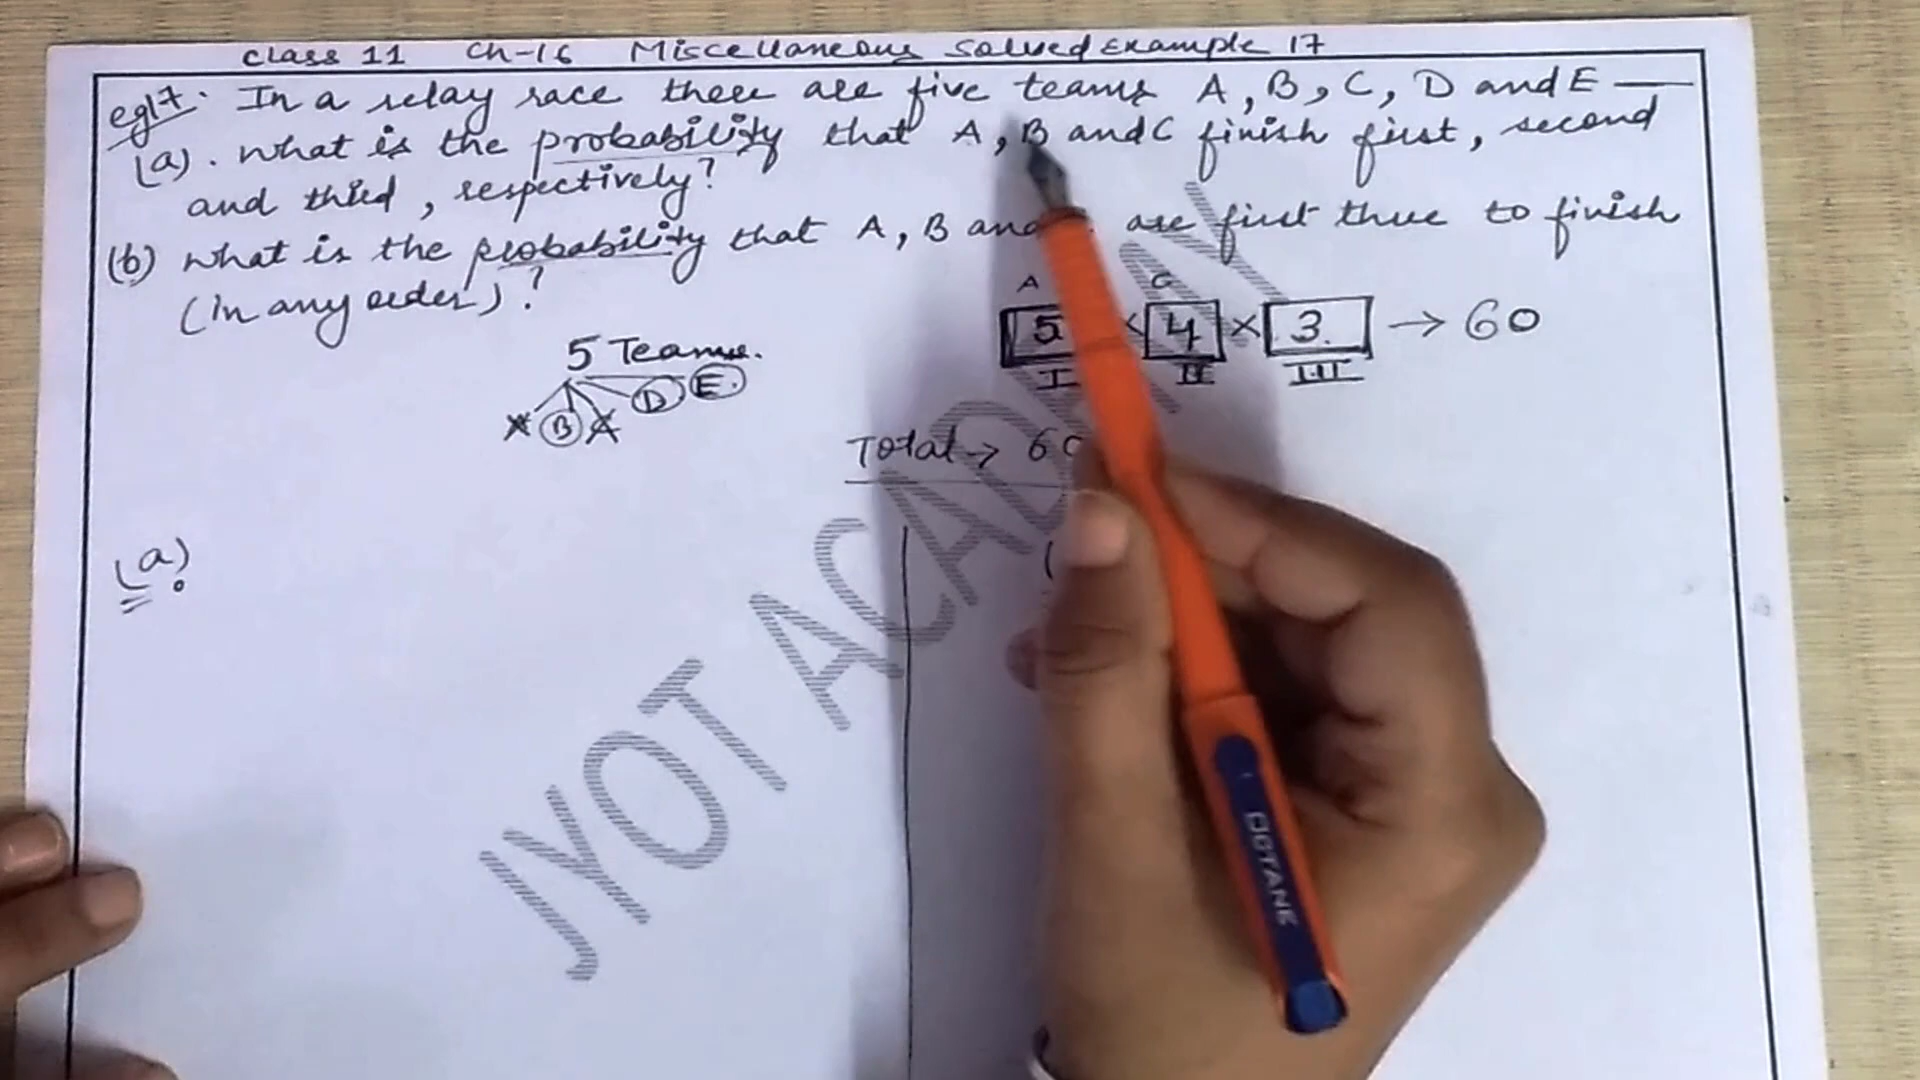 Class 11 Ch-16 Miscellaneous Solved Example 17
eg17. In a relay race there are five teams A, B, C, D and E —
(a). What is the probability that A, B and C finish first, second
and third, respectively?
(b) What is the probability that A, B and are first three to finish
(in any order)?
A C
5 × 4 × 3 → 60
I II III
5 Teams.
B D E.
Total → 60
(a)
JYOT ACADEMY
DOTANE